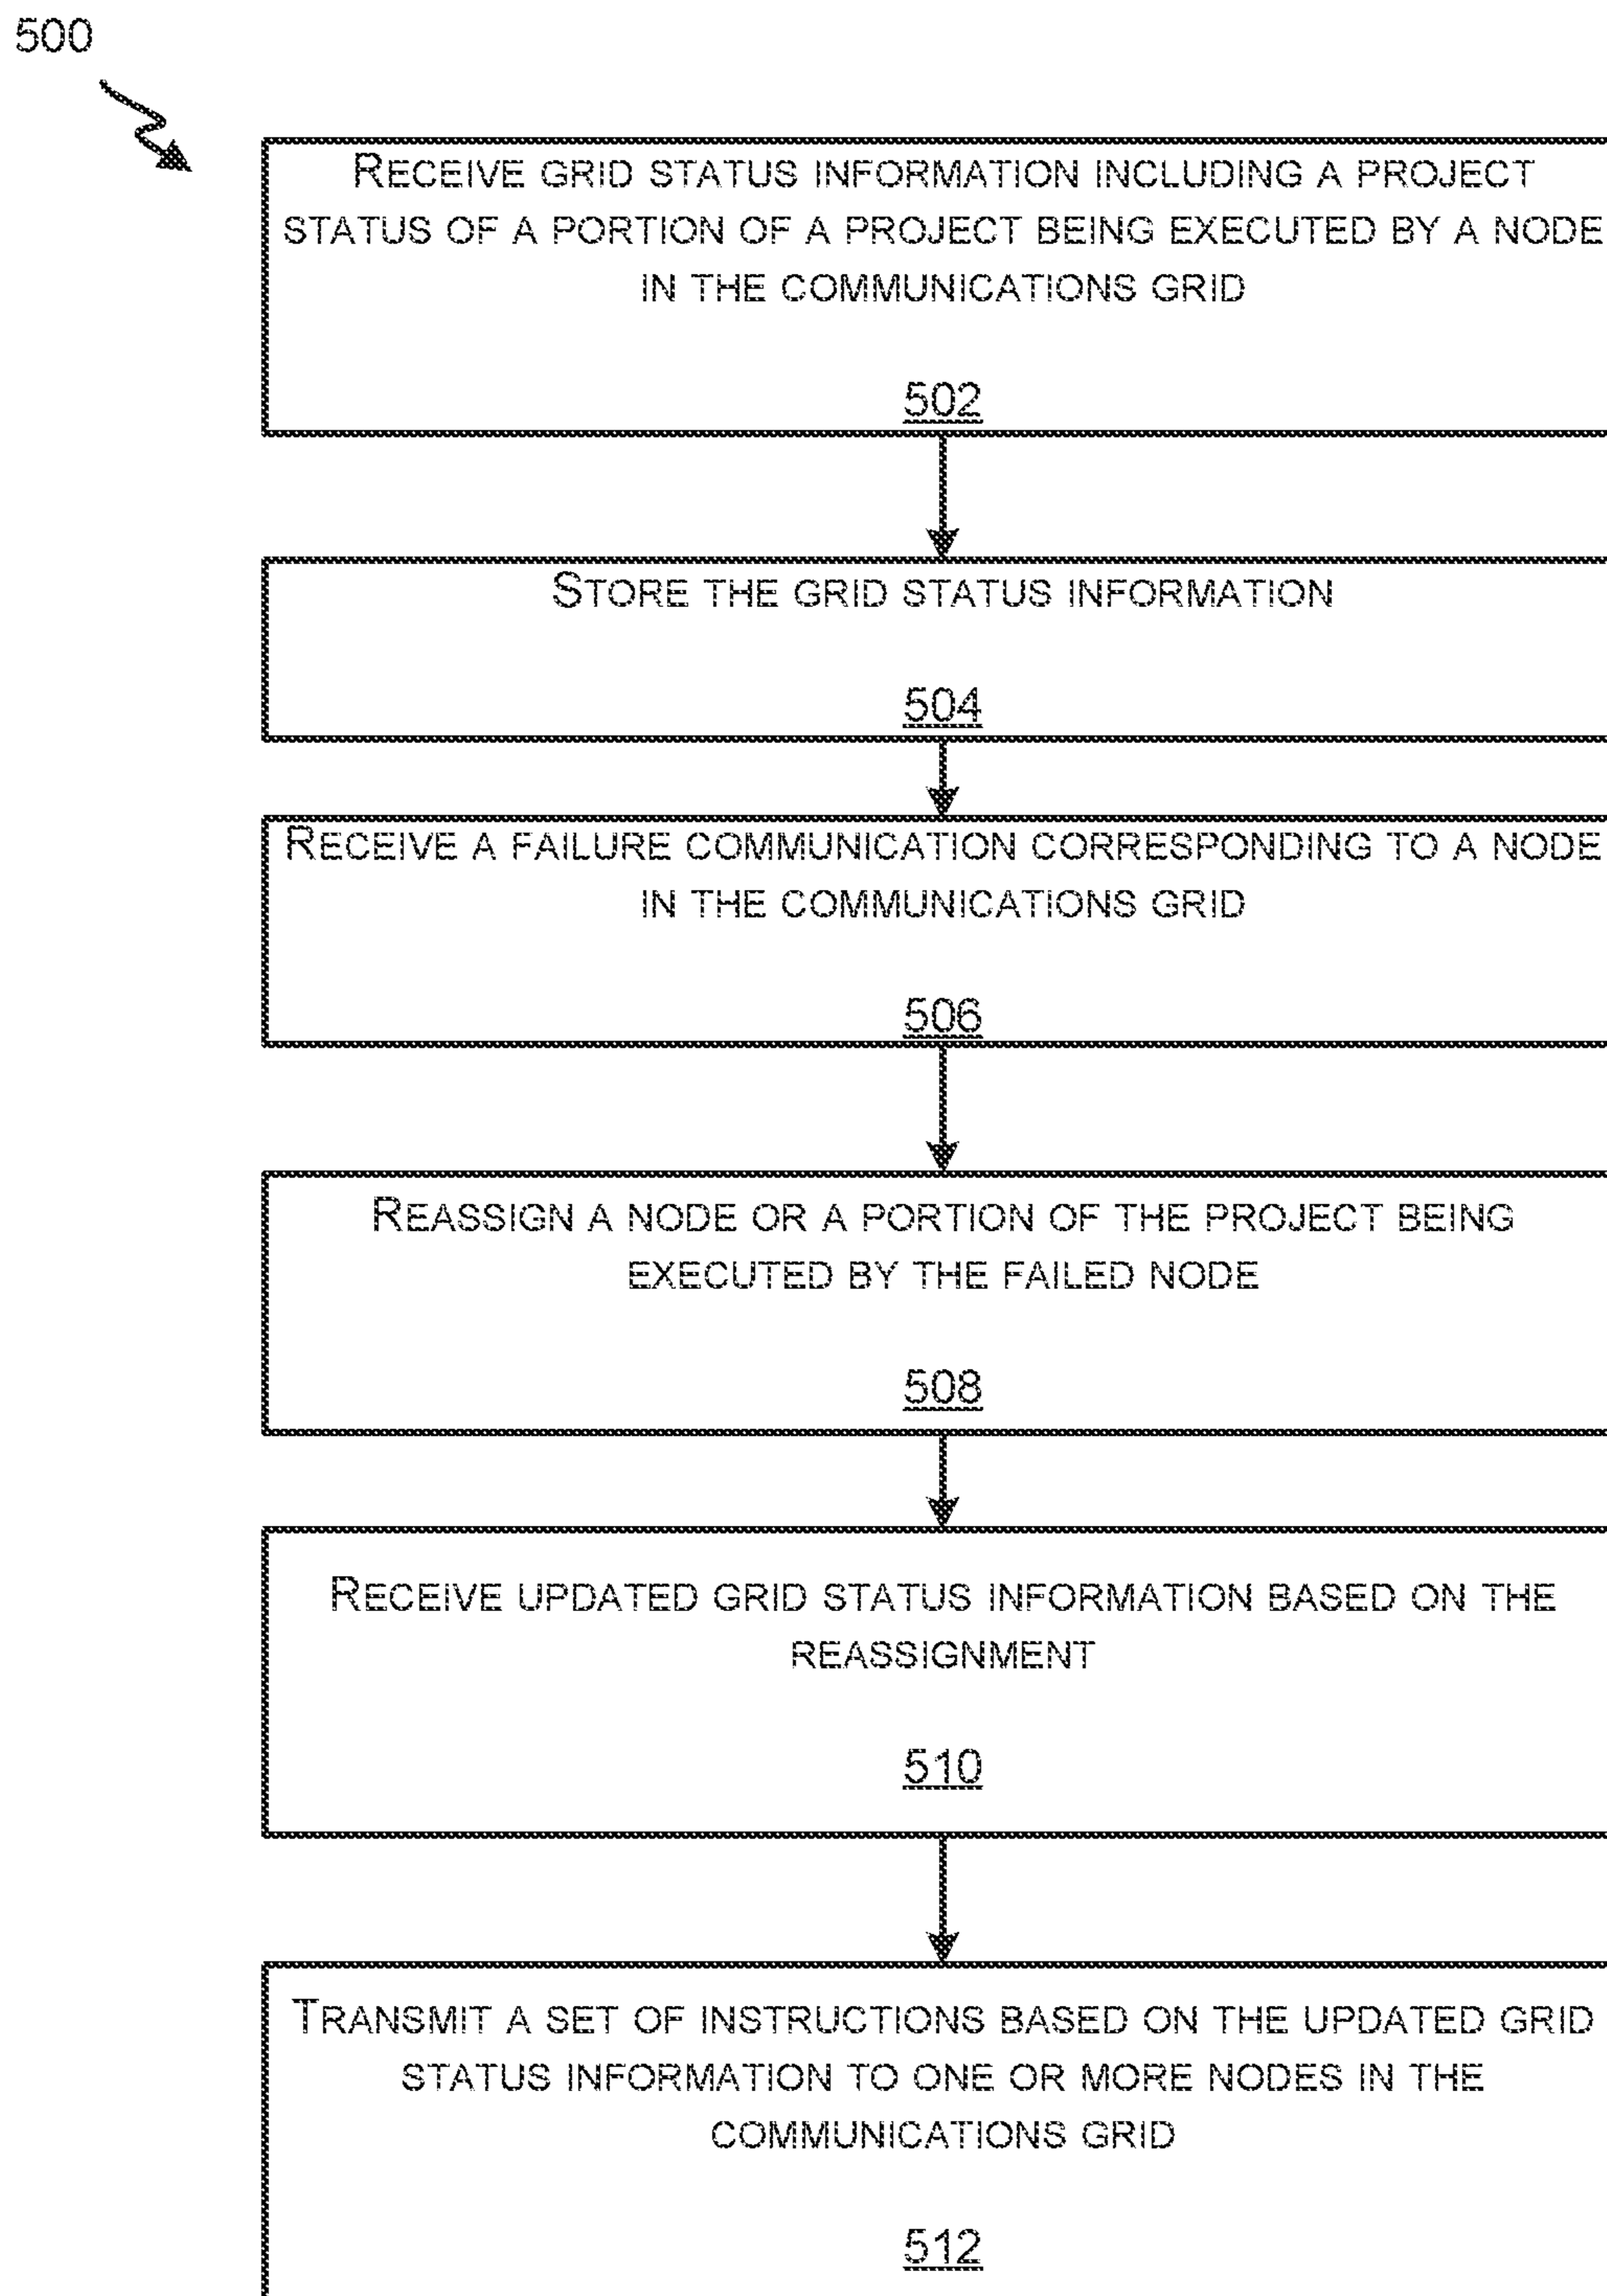 500
RECEIVE GRID STATUS INFORMATION INCLUDING A PROJECT
STATUS OF A PORTION OF A PROJECT BEING EXECUTED BY A NODE
IN THE COMMUNICATIONS GRID
502
STORE THE GRID STATUS INFORMATION
504
RECEIVE A FAILURE COMMUNICATION CORRESPONDING TO A NODE
IN THE COMMUNICATIONS GRID
506
REASSIGN A NODE OR A PORTION OF THE PROJECT BEING
EXECUTED BY THE FAILED NODE
508
RECEIVE UPDATED GRID STATUS INFORMATION BASED ON THE
REASSIGNMENT
510
TRANSMIT A SET OF INSTRUCTIONS BASED ON THE UPDATED GRID
STATUS INFORMATION TO ONE OR MORE NODES IN THE
COMMUNICATIONS GRID
512